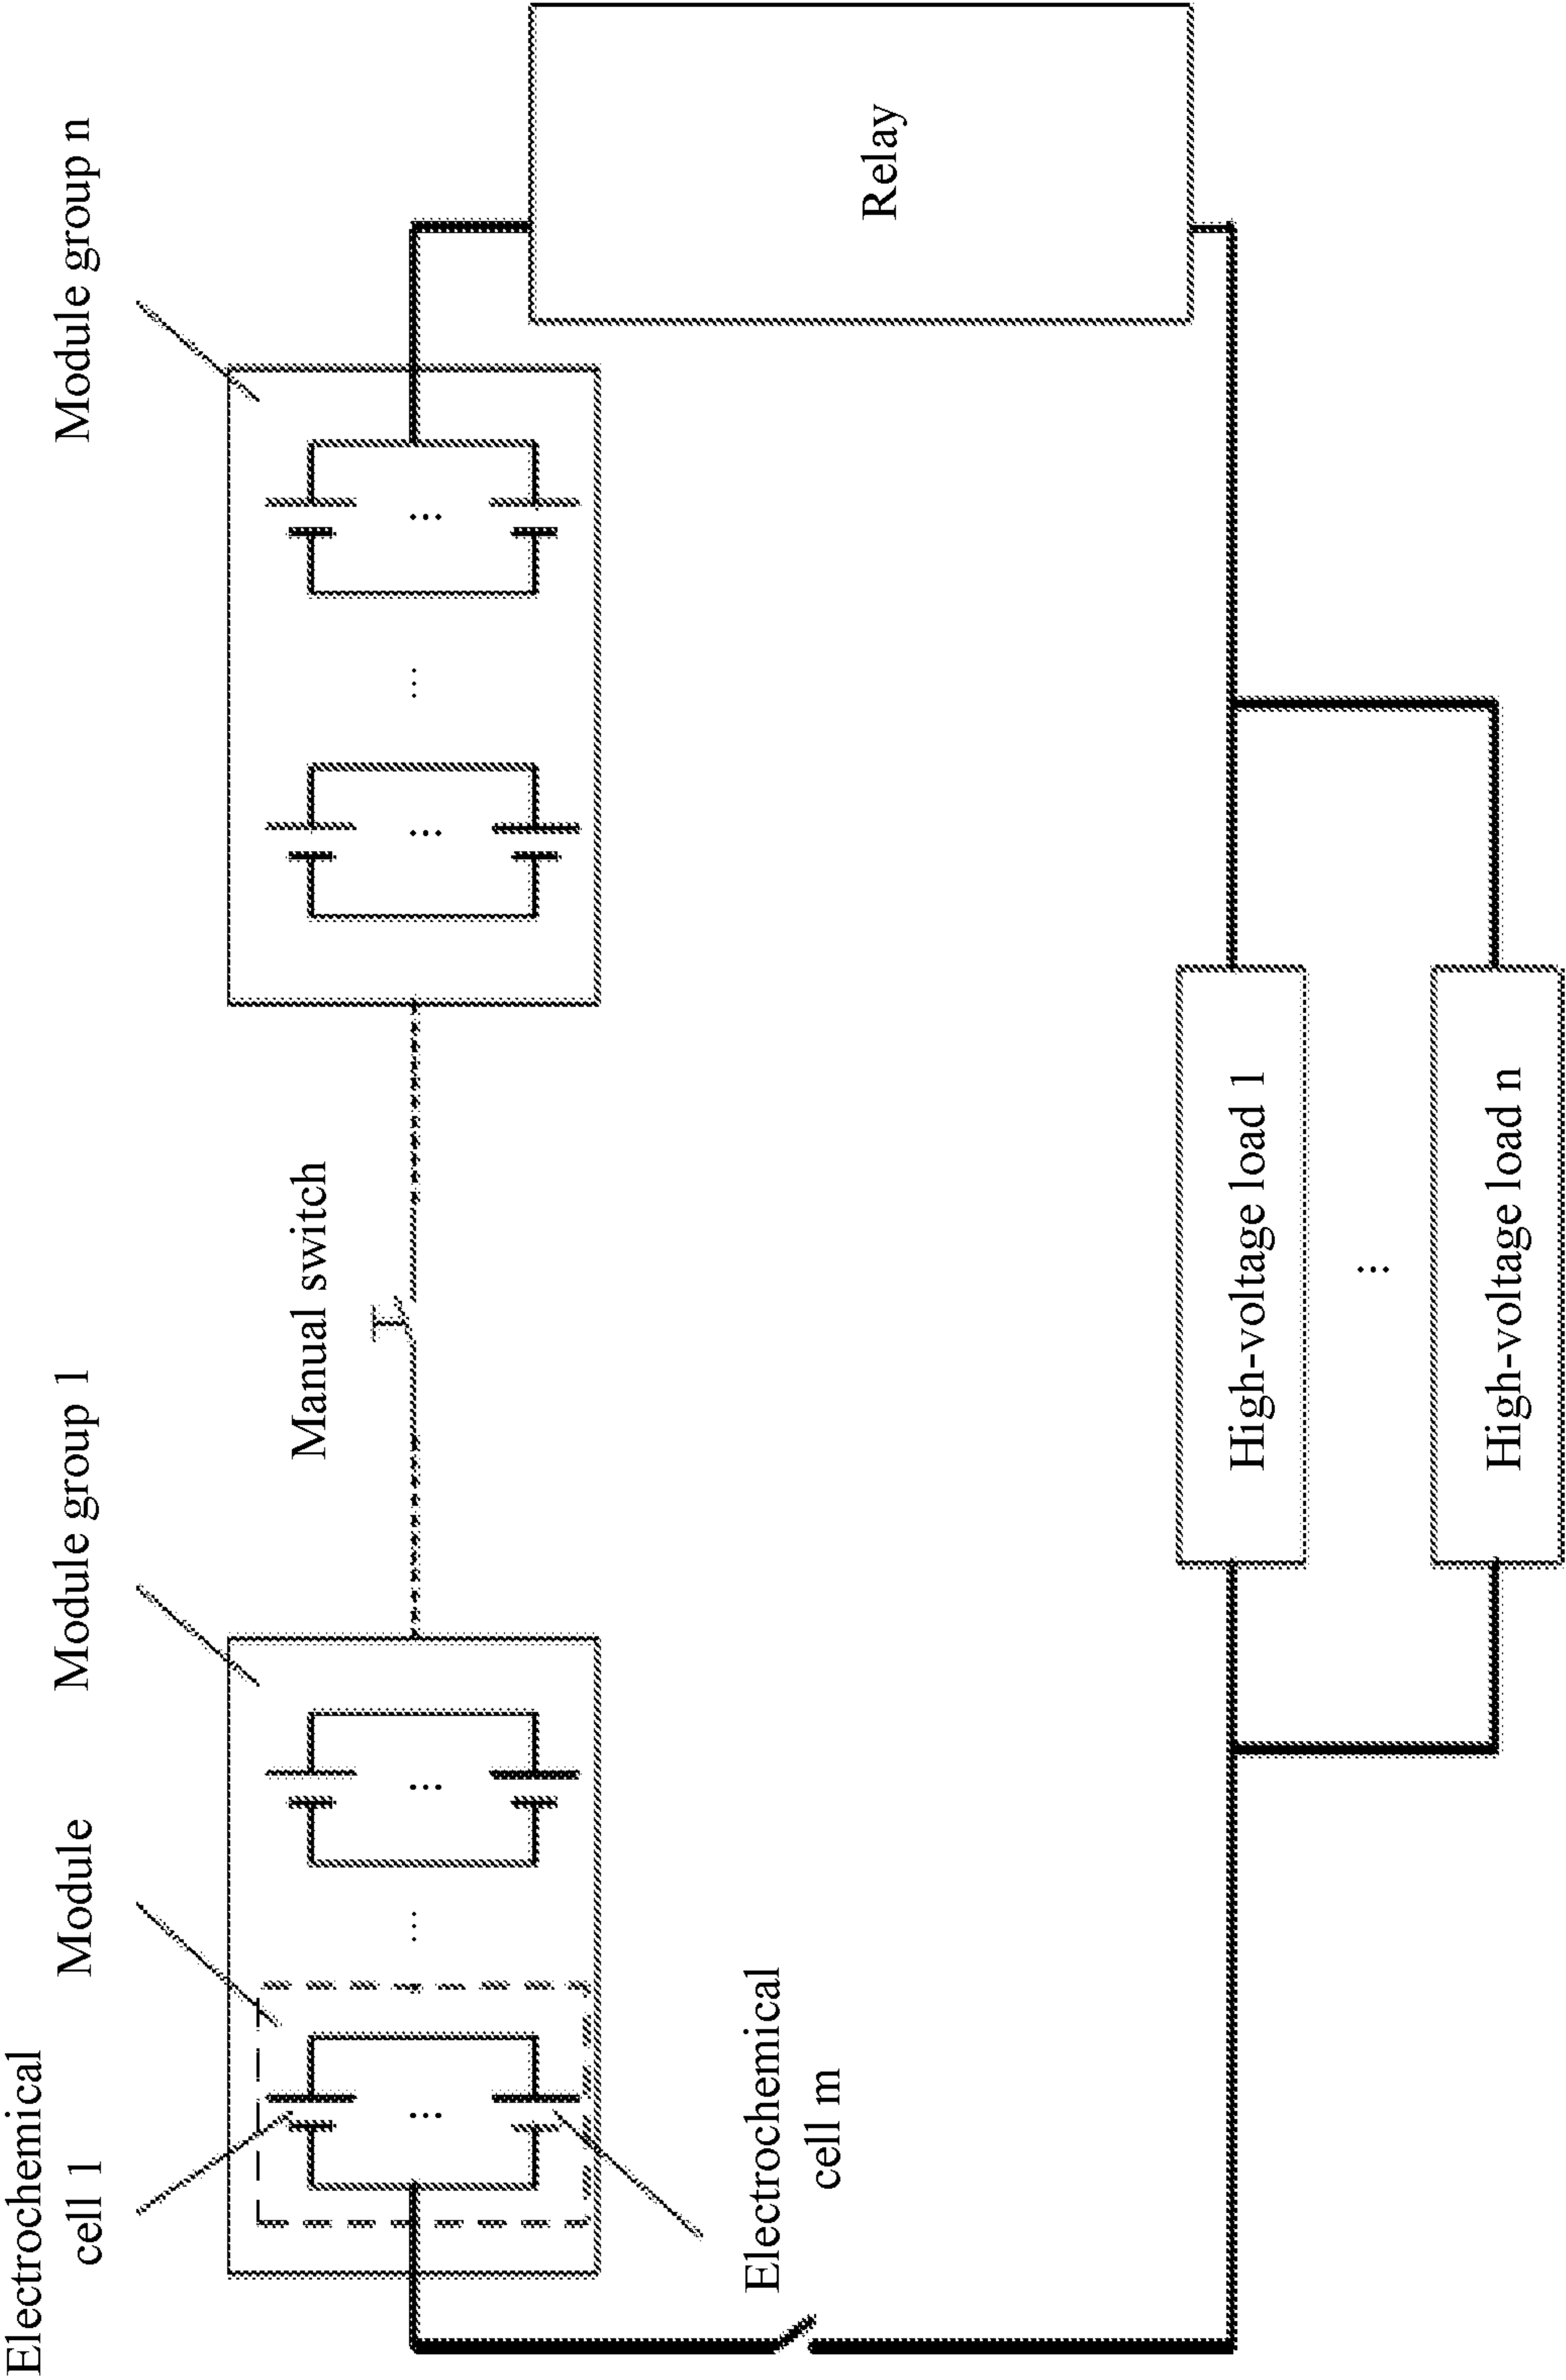 Electrochemical
cell 1
Module
Module group 1
Manual switch
Module group n
...
...
...
...
...
...
Electrochemical
cell m
Relay
High-voltage load 1
...
High-voltage load n